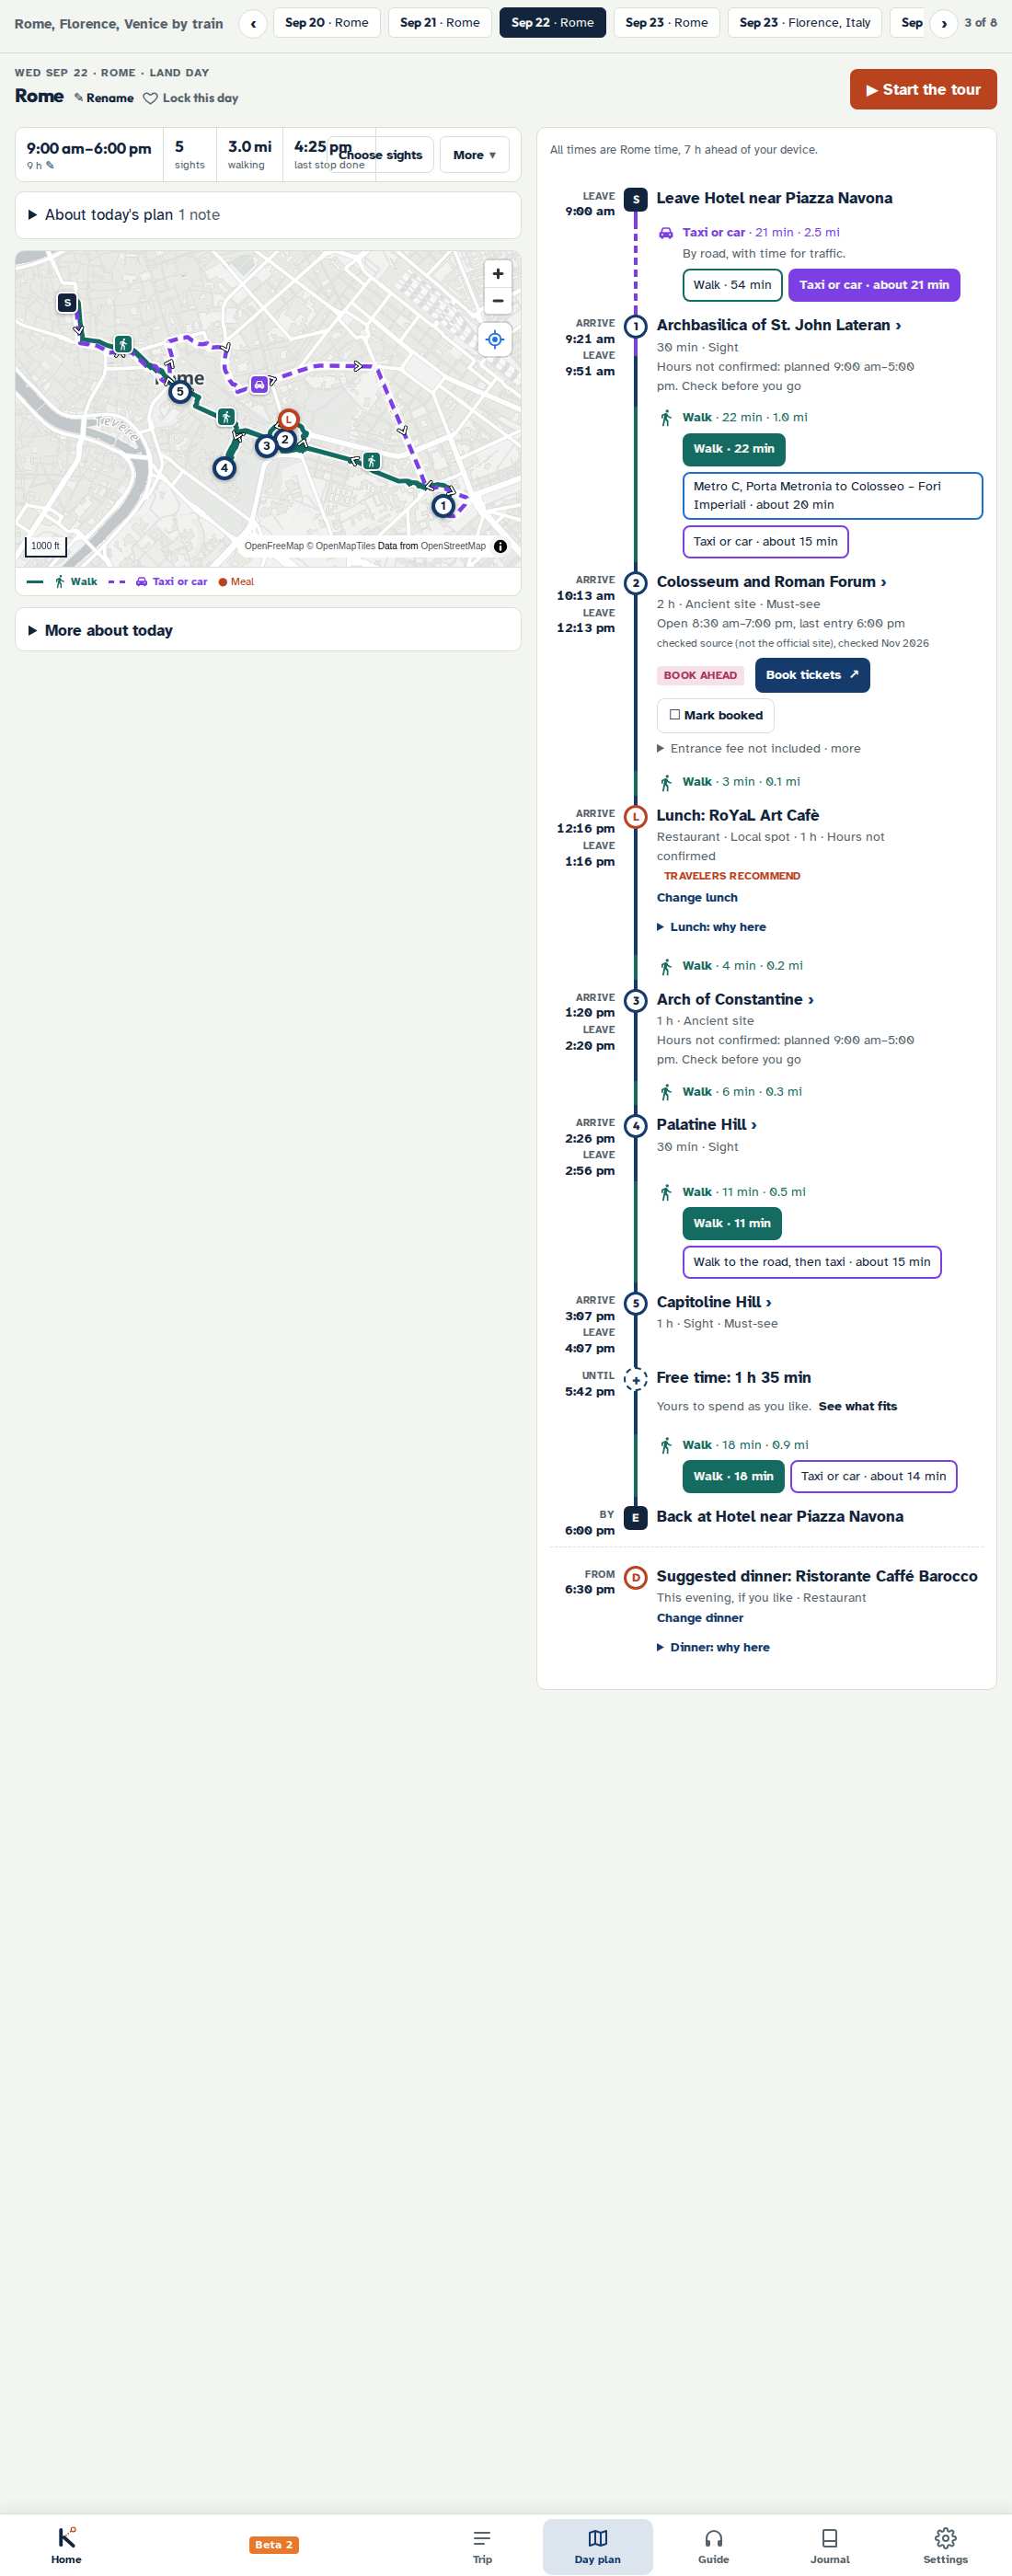 Rome, Florence, Venice by train
‹
Sep 20 · Rome
Sep 21 · Rome
Sep 22 · Rome
Sep 23 · Rome
Sep 23 · Florence, Italy
Sep
›
3 of 8
WED SEP 22 · ROME · LAND DAY
Rome ✎ Rename Lock this day
▶ Start the tour
9:00 am–6:00 pm
9 h ✎
5
sights
3.0 mi
walking
4:25 pm
last stop done
Choose sights
More ▾
▶ About today's plan 1 note
S
5
L
3
2
4
1
Tevere
+
−
1000 ft
OpenFreeMap © OpenMapTiles Data from OpenStreetMap
Walk
Taxi or car
Meal
▶ More about today
All times are Rome time, 7 h ahead of your device.
LEAVE
9:00 am
S
Leave Hotel near Piazza Navona
Taxi or car · 21 min · 2.5 mi
By road, with time for traffic.
Walk · 54 min
Taxi or car · about 21 min
ARRIVE
9:21 am
LEAVE
9:51 am
1
Archbasilica of St. John Lateran ›
30 min · Sight
Hours not confirmed: planned 9:00 am–5:00
pm. Check before you go
Walk · 22 min · 1.0 mi
Walk · 22 min
Metro C, Porta Metronia to Colosseo – Fori
Imperiali · about 20 min
Taxi or car · about 15 min
ARRIVE
10:13 am
LEAVE
12:13 pm
2
Colosseum and Roman Forum ›
2 h · Ancient site · Must-see
Open 8:30 am–7:00 pm, last entry 6:00 pm
checked source (not the official site), checked Nov 2026
BOOK AHEAD
Book tickets ↗
☐ Mark booked
▶ Entrance fee not included · more
Walk · 3 min · 0.1 mi
ARRIVE
12:16 pm
LEAVE
1:16 pm
L
Lunch: RoYaL Art Cafè
Restaurant · Local spot · 1 h · Hours not
confirmed
TRAVELERS RECOMMEND
Change lunch
▶ Lunch: why here
Walk · 4 min · 0.2 mi
ARRIVE
1:20 pm
LEAVE
2:20 pm
3
Arch of Constantine ›
1 h · Ancient site
Hours not confirmed: planned 9:00 am–5:00
pm. Check before you go
Walk · 6 min · 0.3 mi
ARRIVE
2:26 pm
LEAVE
2:56 pm
4
Palatine Hill ›
30 min · Sight
Walk · 11 min · 0.5 mi
Walk · 11 min
Walk to the road, then taxi · about 15 min
ARRIVE
3:07 pm
LEAVE
4:07 pm
5
Capitoline Hill ›
1 h · Sight · Must-see
UNTIL
5:42 pm
+
Free time: 1 h 35 min
Yours to spend as you like. See what fits
Walk · 18 min · 0.9 mi
Walk · 18 min
Taxi or car · about 14 min
BY
6:00 pm
E
Back at Hotel near Piazza Navona
FROM
6:30 pm
D
Suggested dinner: Ristorante Caffé Barocco
This evening, if you like · Restaurant
Change dinner
▶ Dinner: why here
Home
Beta 2
Trip
Day plan
Guide
Journal
Settings